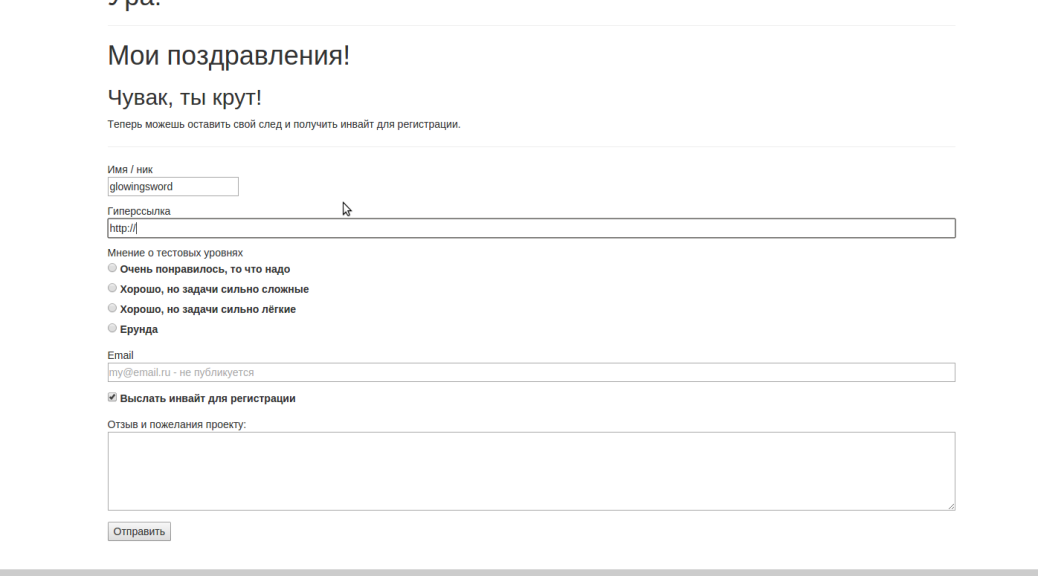 Ура!
Мои поздравления!
Чувак, ты крут!
Теперь можешь оставить свой след и получить инвайт для регистрации.
Имя / ник
glowingsword
Гиперссылка
http://
Мнение о тестовых уровнях
Очень понравилось, то что надо
Хорошо, но задачи сильно сложные
Хорошо, но задачи сильно лёгкие
Ерунда
Email
my@email.ru - не публикуется
Выслать инвайт для регистрации
Отзыв и пожелания проекту:
Отправить